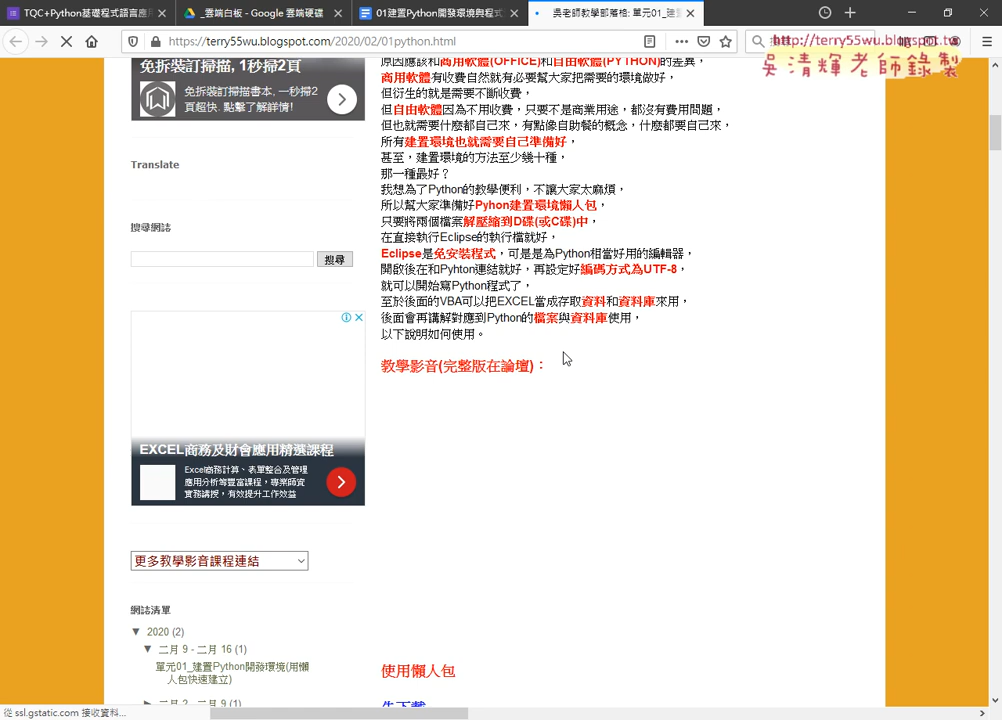 TQC+Python基礎程式語言應用
_雲端白板 - Google 雲端硬碟
01建置Python開發環境與程式
吳老師教學部落格: 單元01_建置
https://terry55wu.blogspot.com/2020/02/01python.html
http://terry55wu.blogspot.tw
吳清輝老師錄製
免拆裝訂掃描, 1秒掃2頁
免拆裝訂掃描書本, 一秒掃2
頁超快. 點擊了解詳情!
Translate
搜尋網誌
搜尋
EXCEL商務及財會應用精選課程
Excel商務計算、表單整合及管理
應用分析等豐富課程，專業師資
實務講授，有效提升工作效益
更多教學影音課程連結
網誌清單
▼ 2020 (2)
▼ 二月 9 - 二月 16 (1)
單元01_建置Python開發環境(用懶
人包快速建立)
二月 2 - 二月 9 (1)
原因應該和商用軟體(OFFICE)和自由軟體(PYTHON)的差異，
商用軟體有收費自然就有必要幫大家把需要的環境做好，
但衍生的就是需要不斷收費，
但自由軟體因為不用收費，只要不是商業用途，都沒有費用問題
但也就需要什麼都自己來，有點像自助餐的概念，什麼都要自己來，
所有建置環境也就需要自己準備好，
甚至，建置環境的方法至少幾十種，
那一種最好？
我想為了Python的教學便利，不讓大家太麻煩，
所以幫大家準備好Pyhon建置環境懶人包，
只要將兩個檔案解壓縮到D碟(或C碟)中，
在直接執行Eclipse的執行檔就好，
Eclipse是免安裝程式，可是是為Python相當好用的編輯器，
開啟後在和Pyhton連結就好，再設定好編碼方式為UTF-8，
就可以開始寫Python程式了，
至於後面的VBA可以把EXCEL當成存取資料和資料庫來用，
後面會再講解對應到Python的檔案與資料庫使用，
以下說明如何使用。
教學影音(完整版在論壇)：
使用懶人包
先下載
從 ssl.gstatic.com 接收資料...